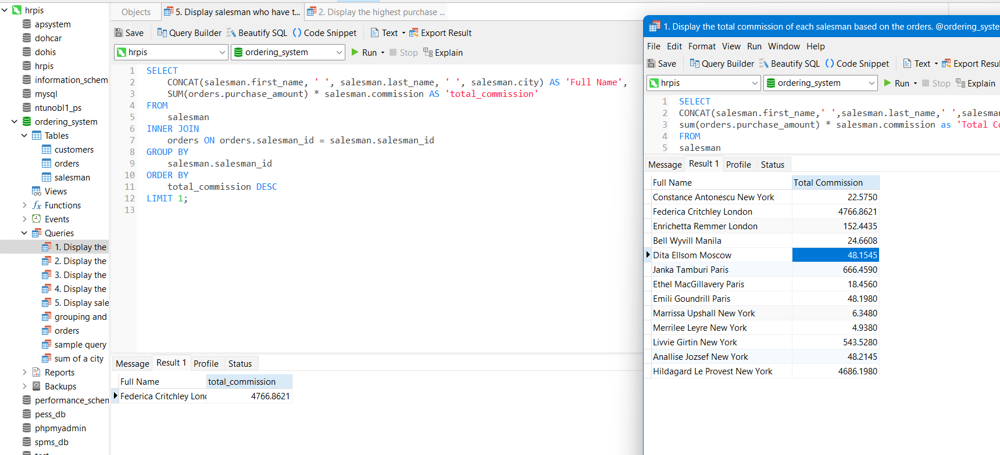 hrpis
apsystem
dohcar
dohis
hrpis
information_schem
mysql
ntunobl1_ps
ordering_system
Tables
customers
orders
salesman
Views
fx Functions
Events
Queries
1. Display the
2. Display the
3. Display the
4. Display the
5. Display sale
grouping and
orders
sample query
sum of a city
Reports
Backups
performance_schen
pess_db
phpmyadmin
spms_db
Objects
5. Display salesman who have t...
2. Display the highest purchase ...
Save Query Builder Beautify SQL () Code Snippet Text Export Result
hrpis ordering_system Run Stop Explain
1 SELECT
2 CONCAT(salesman.first_name, ' ', salesman.last_name, ' ', salesman.city) AS 'Full Name',
3 SUM(orders.purchase_amount) * salesman.commission AS 'total_commission'
4 FROM
5 salesman
6 INNER JOIN
7 orders ON orders.salesman_id = salesman.salesman_id
8 GROUP BY
9 salesman.salesman_id
10 ORDER BY
11 total_commission DESC
12 LIMIT 1;
13
Message Result 1 Profile Status
Full Name total_commission
Federica Critchley Lond 4766.8621
1. Display the total commission of each salesman based on the orders. @ordering_syste
File Edit Format View Run Window Help
Save Query Builder Beautify SQL () Code Snippet Text Export Resul
hrpis ordering_system Run Stop Explain
1 SELECT
2 CONCAT(salesman.first_name,' ',salesman.last_name,' ',salesman
3 sum(orders.purchase_amount) * salesman.commission as 'Total Co
4 FROM
5 salesman
Message Result 1 Profile Status
Full Name Total Commission
Constance Antonescu New York 22.5750
Federica Critchley London 4766.8621
Enrichetta Remmer London 152.4435
Bell Wyvill Manila 24.6608
Dita Ellsom Moscow 48.1545
Janka Tamburi Paris 666.4590
Ethel MacGillavery Paris 18.4560
Emili Goundrill Paris 48.1980
Marrissa Upshall New York 6.3480
Merrilee Leyre New York 4.9380
Livvie Girtin New York 543.5280
Anallise Jozsef New York 48.2145
Hildagard Le Provest New York 4686.1980